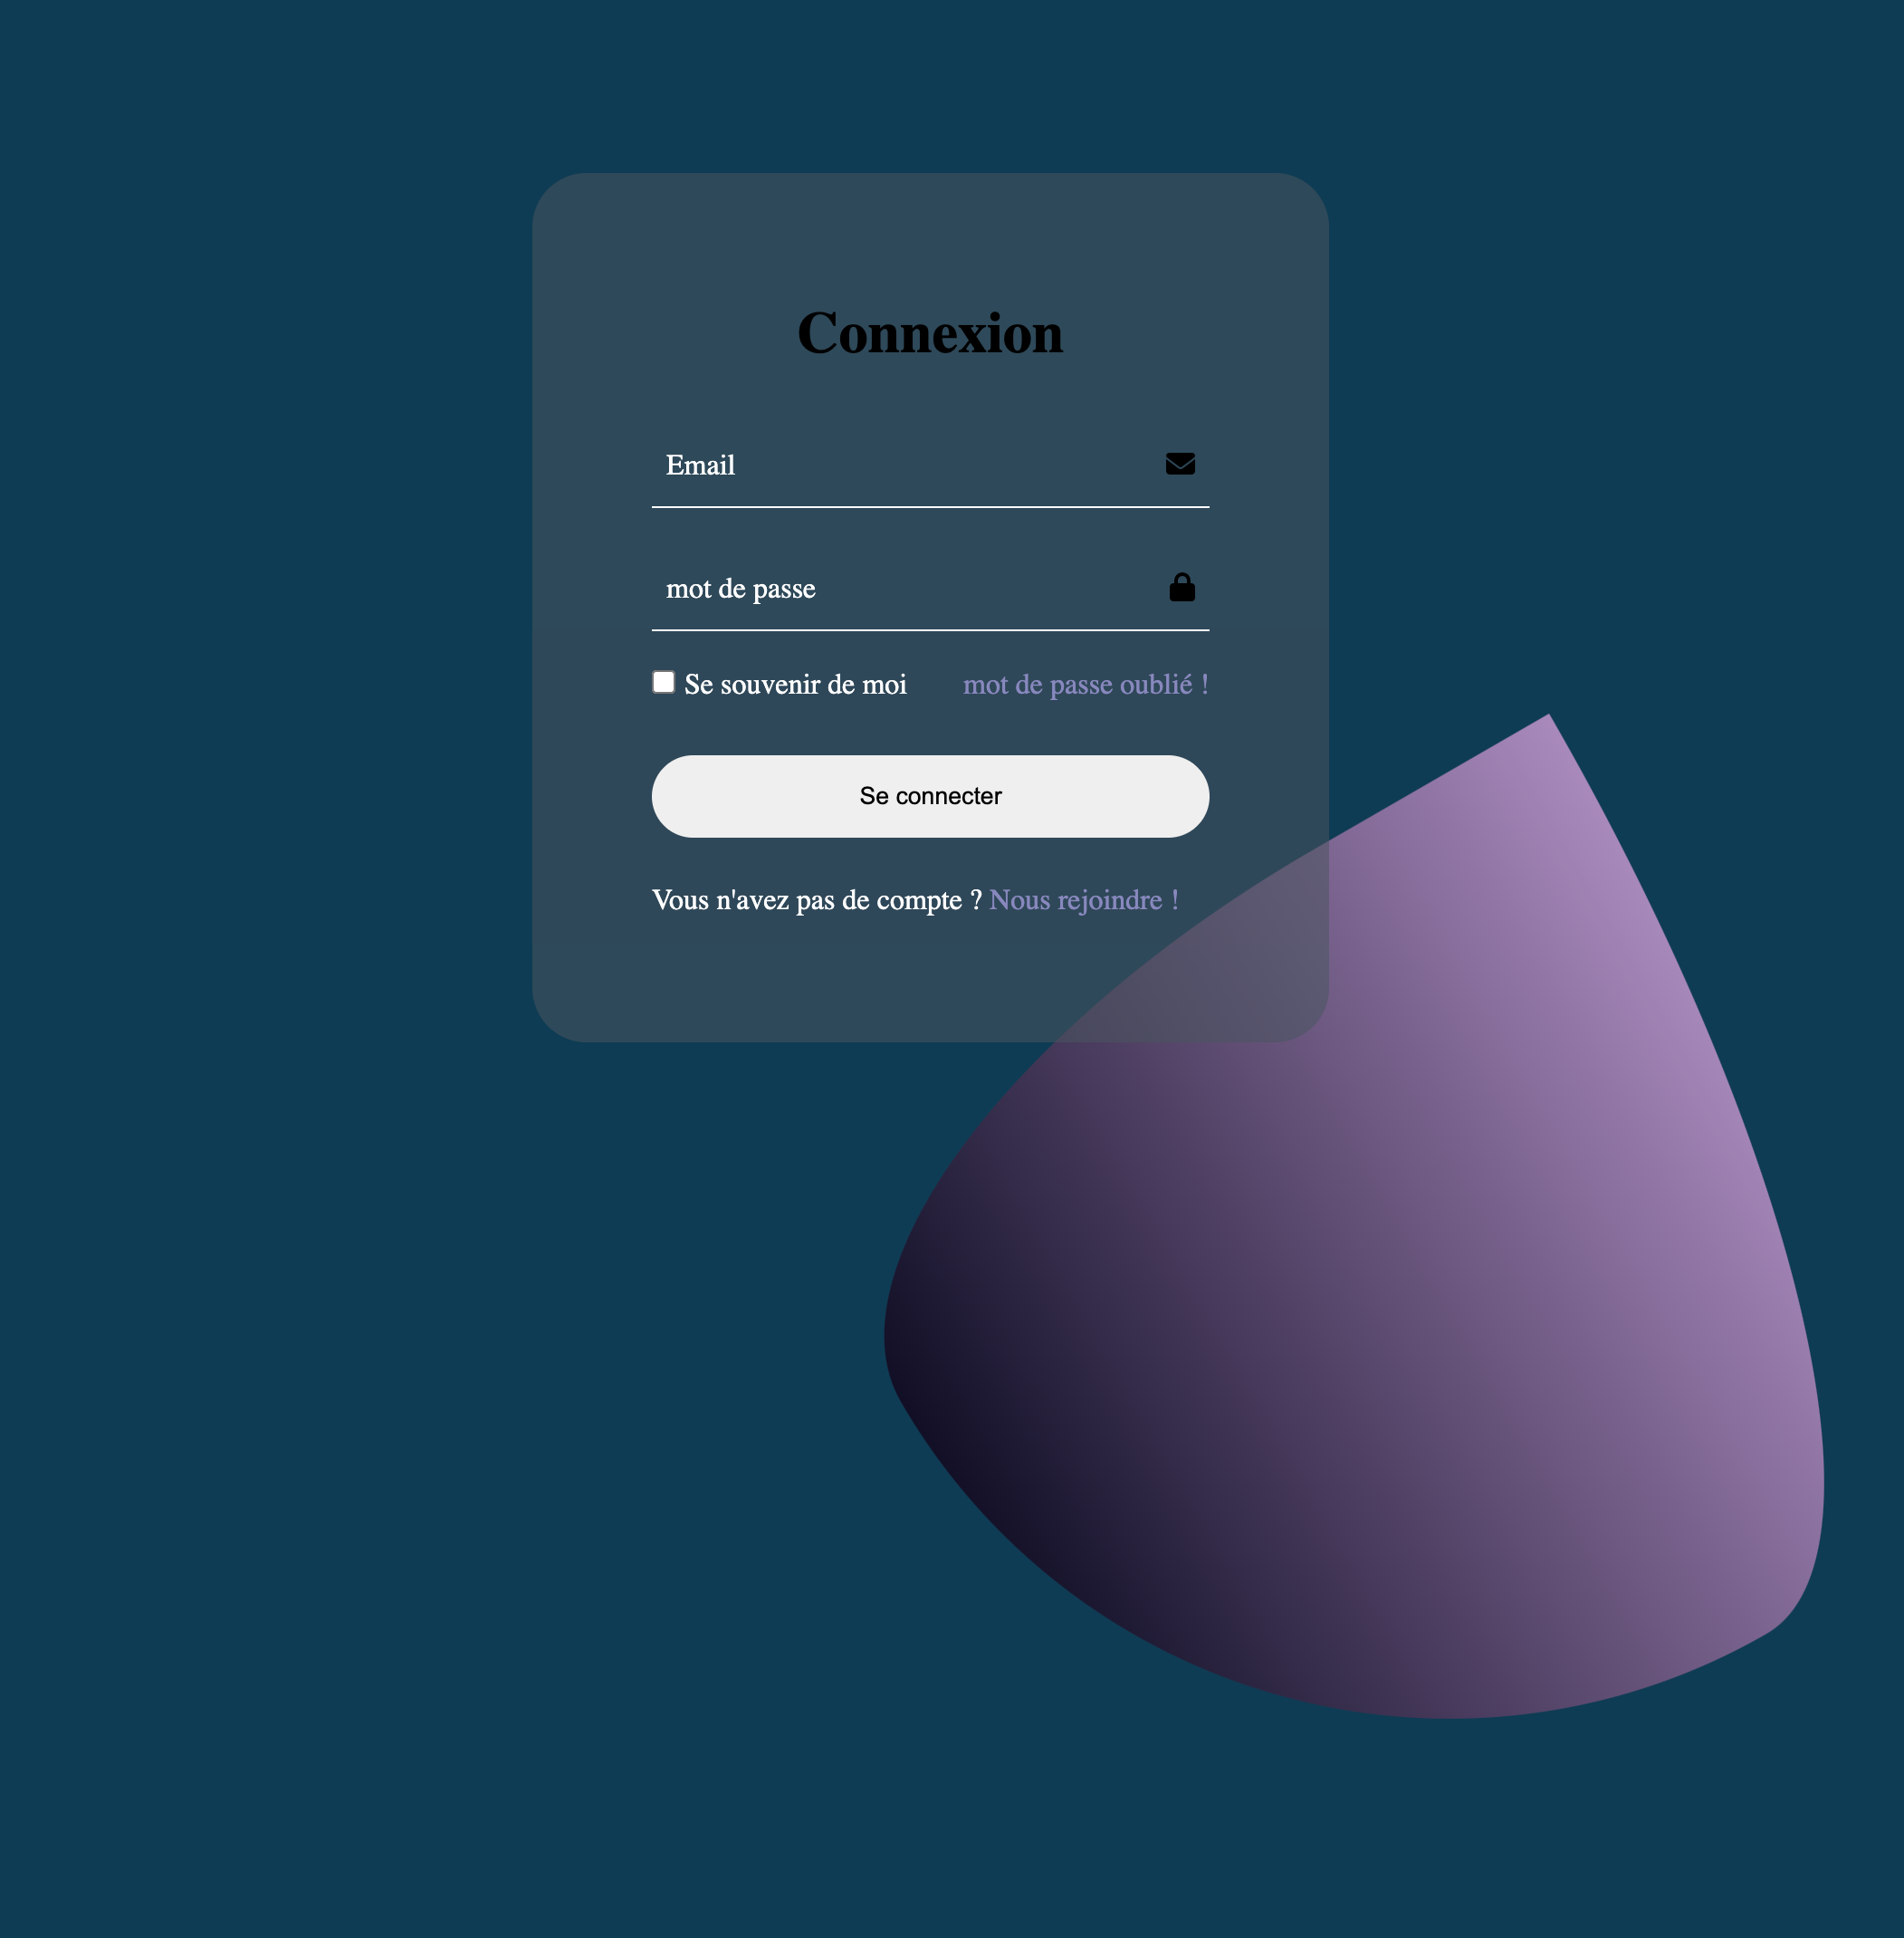 Connexion
Email
mot de passe
Se souvenir de moi mot de passe oublié !
Se connecter
Vous n'avez pas de compte ? Nous rejoindre !